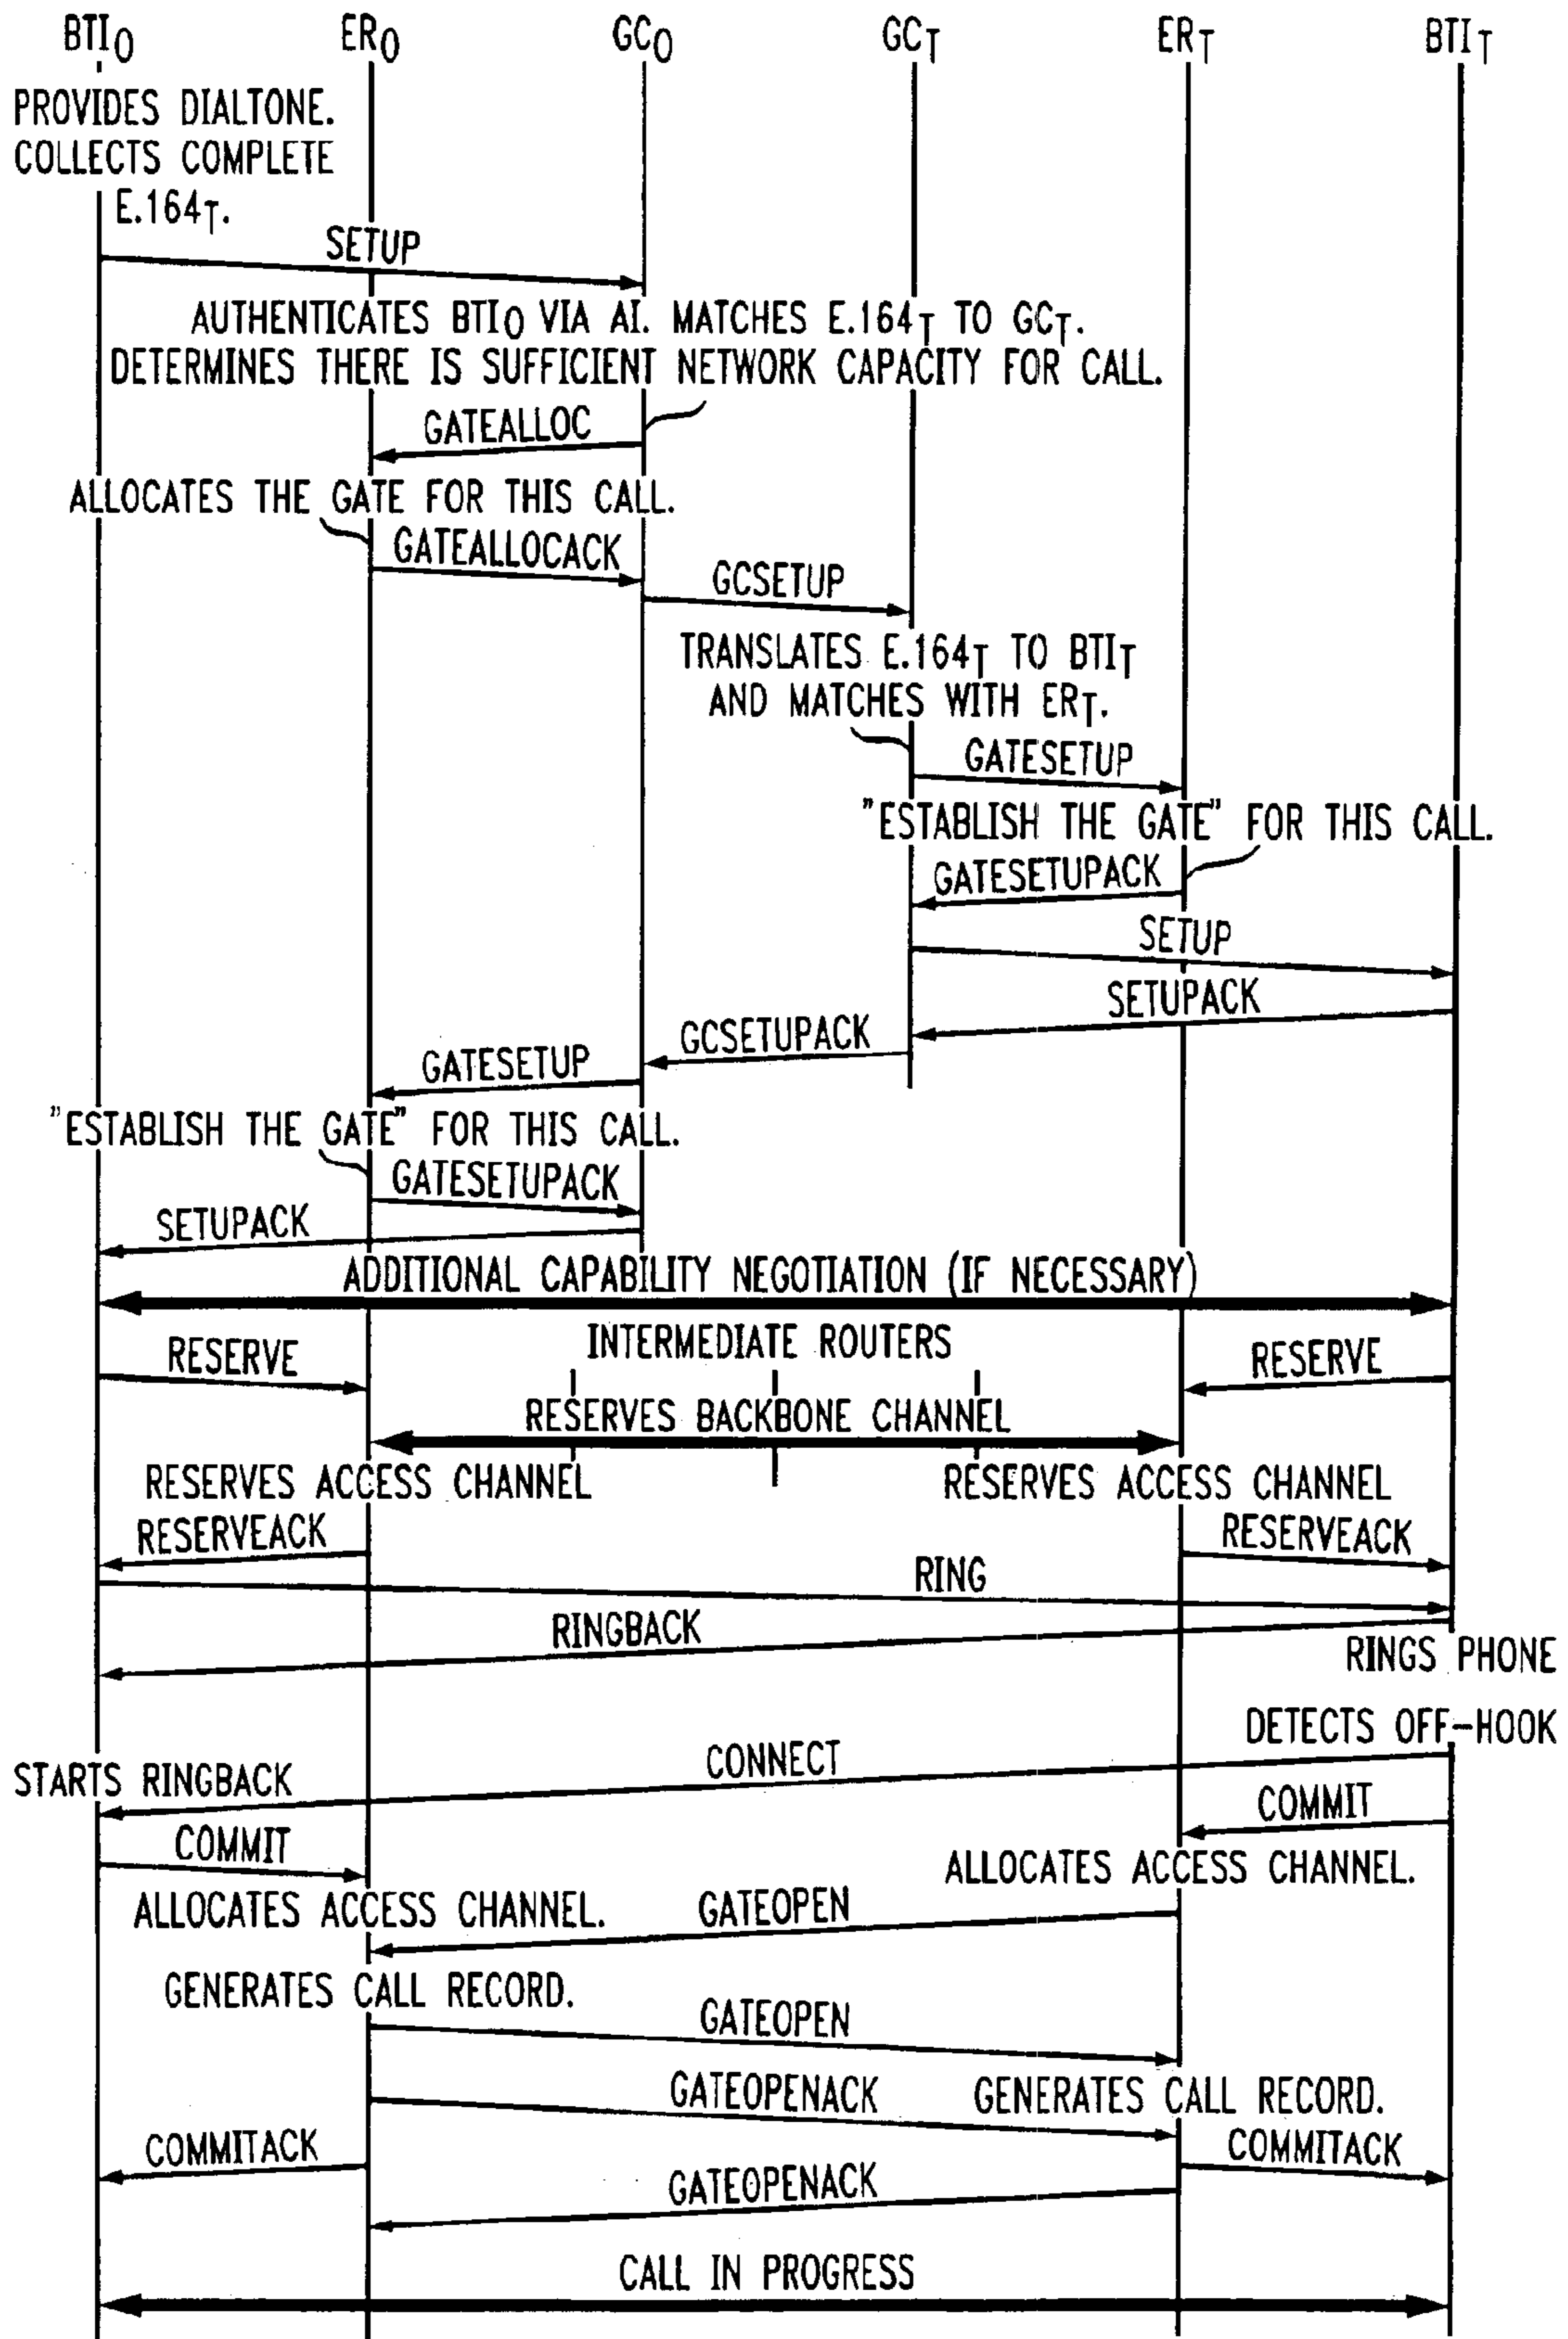 BTIO ERO GCO GCT ERT BTIT
PROVIDES DIALTONE.
COLLECTS COMPLETE
E.164T.
SETUP
AUTHENTICATES BTIO VIA AI. MATCHES E.164T TO GCT.
DETERMINES THERE IS SUFFICIENT NETWORK CAPACITY FOR CALL.
GATEALLOC
ALLOCATES THE GATE FOR THIS CALL.
GATEALLOCACK
GCSETUP
TRANSLATES E.164T TO BTIT
AND MATCHES WITH ERT.
GATESETUP
"ESTABLISH THE GATE" FOR THIS CALL.
GATESETUPACK
SETUP
SETUPACK
GCSETUPACK
GATESETUP
"ESTABLISH THE GATE" FOR THIS CALL.
GATESETUPACK
SETUPACK
ADDITIONAL CAPABILITY NEGOTIATION (IF NECESSARY)
INTERMEDIATE ROUTERS
RESERVE RESERVE
RESERVES BACKBONE CHANNEL
RESERVES ACCESS CHANNEL RESERVES ACCESS CHANNEL
RESERVEACK RESERVEACK
RING
RINGBACK
RINGS PHONE
DETECTS OFF-HOOK
CONNECT
STARTS RINGBACK
COMMIT
COMMIT
ALLOCATES ACCESS CHANNEL.
ALLOCATES ACCESS CHANNEL. GATEOPEN
GENERATES CALL RECORD.
GATEOPEN
GATEOPENACK GENERATES CALL RECORD.
COMMITACK COMMITACK
GATEOPENACK
CALL IN PROGRESS